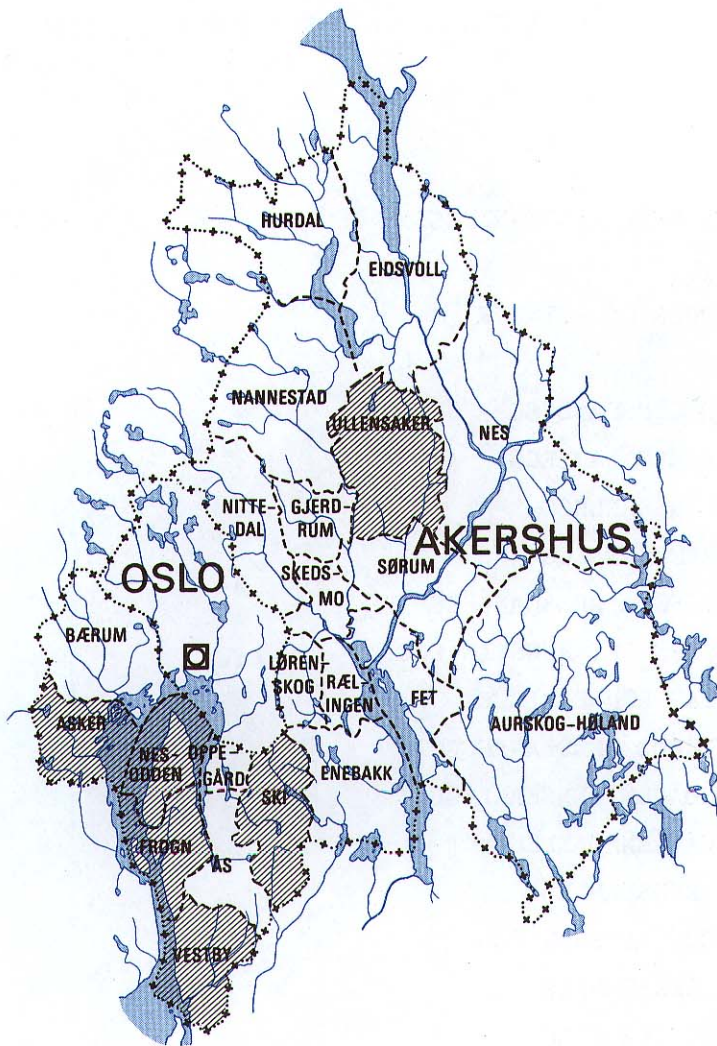 HURDAL
EIDSVOLL
NANNESTAD
ULLENSAKER
NES
NITTE-
DAL
GJERD-
RUM
AKERSHUS
OSLO
SKEDS-
MO
SØRUM
BÆRUM
LØREN-
SKOG
RÆL-
INGEN
FET
ASKER
AURSKOG-HØLAND
NES-
ODDEN
OPPE-
GÅRD
SKI
ENEBAKK
FROGN
ÅS
VESTBY